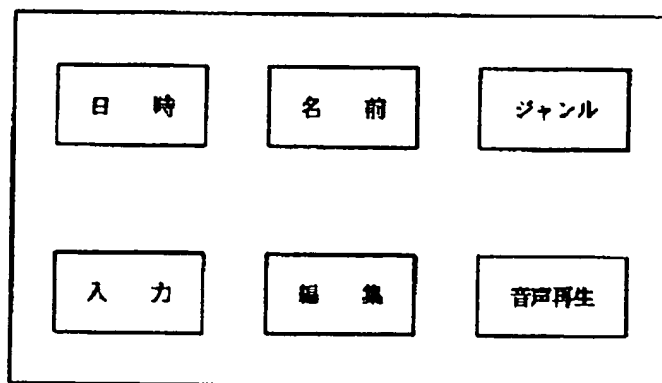 日 時
名 前
ジャンル
入 力
編 集
音声再生